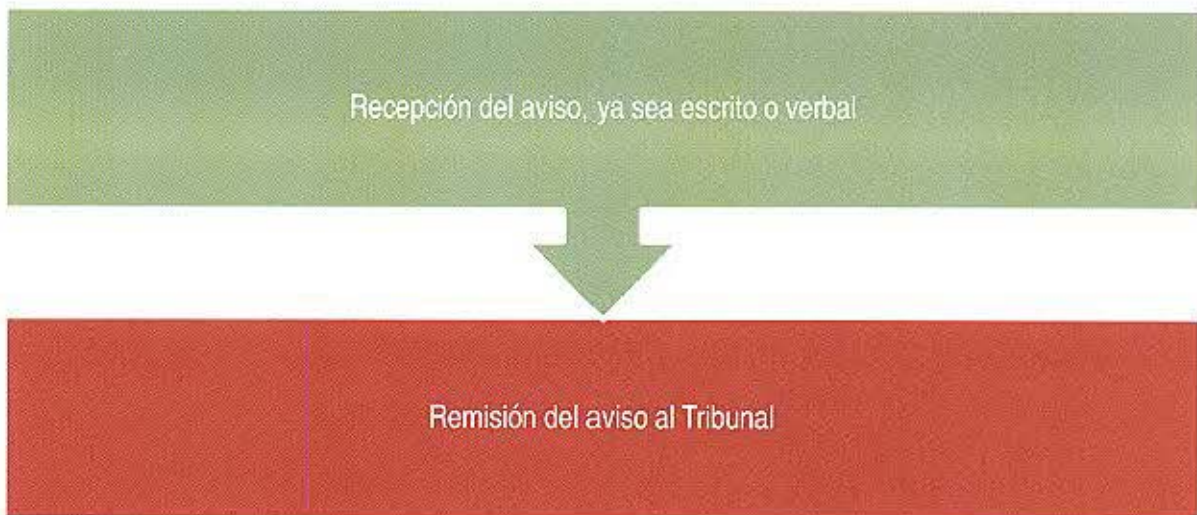 Recepción del aviso, ya sea escrito o verbal
Remisión del aviso al Tribunal